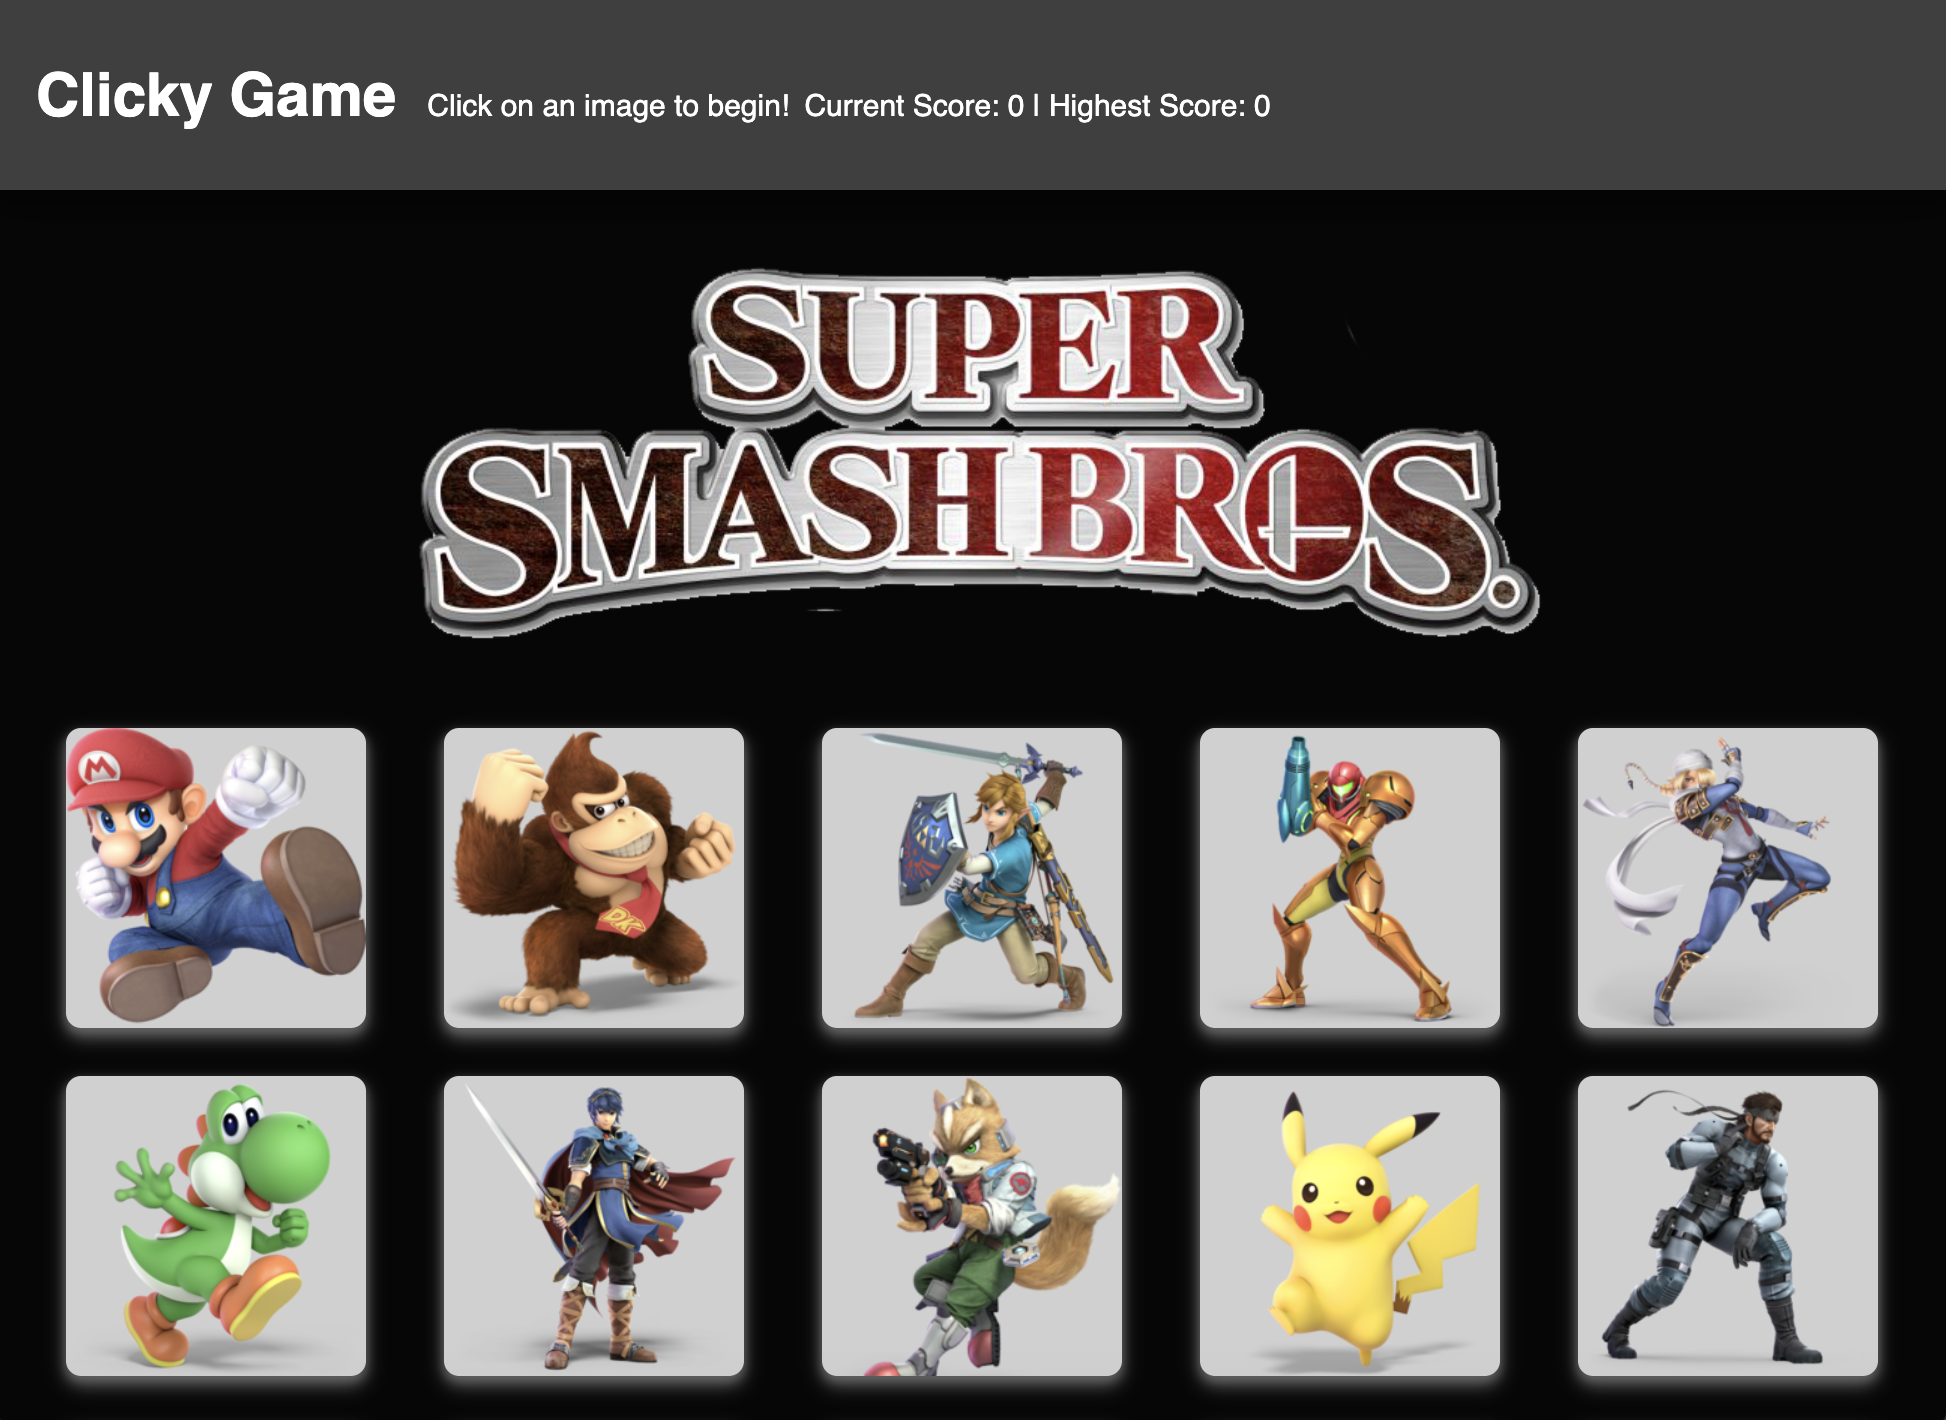 Clicky Game Click on an image to begin! Current Score: 0 | Highest Score: 0
SUPER
SMASH BROS.
M
DK